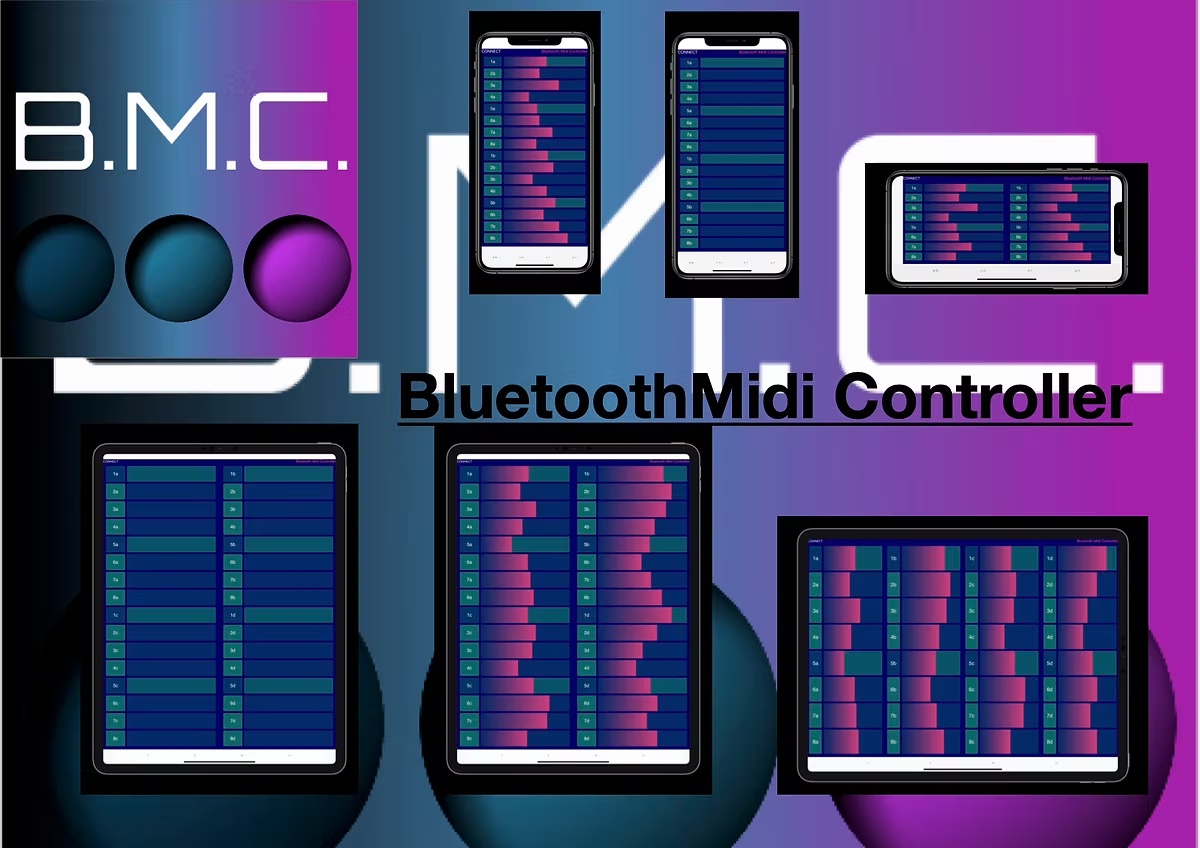 B.M.C.
CONNECT Bluetooth Midi Controller
1a
2a
3a
4a
5a
6a
7a
8a
1b
2b
3b
4b
5b
6b
7b
8b
CONNECT Bluetooth Midi Controller
1a
2a
3a
4a
5a
6a
7a
8a
1b
2b
3b
4b
5b
6b
7b
8b
CONNECT Bluetooth Midi Controller
1a 1b
2a 2b
3a 3b
4a 4b
5a 5b
6a 6b
7a 7b
8a 8b
B.M.C.
BluetoothMidi Controller
CONNECT Bluetooth Midi Controller
1a 1b
2a 2b
3a 3b
4a 4b
5a 5b
6a 6b
7a 7b
8a 8b
1c 1d
2c 2d
3c 3d
4c 4d
5c 5d
6c 6d
7c 7d
8c 8d
CONNECT Bluetooth Midi Controller
1a 1b
2a 2b
3a 3b
4a 4b
5a 5b
6a 6b
7a 7b
8a 8b
1c 1d
2c 2d
3c 3d
4c 4d
5c 5d
6c 6d
7c 7d
8c 8d
CONNECT Bluetooth Midi Controller
1a 1b 1c 1d
2a 2b 2c 2d
3a 3b 3c 3d
4a 4b 4c 4d
5a 5b 5c 5d
6a 6b 6c 6d
7a 7b 7c 7d
8a 8b 8c 8d